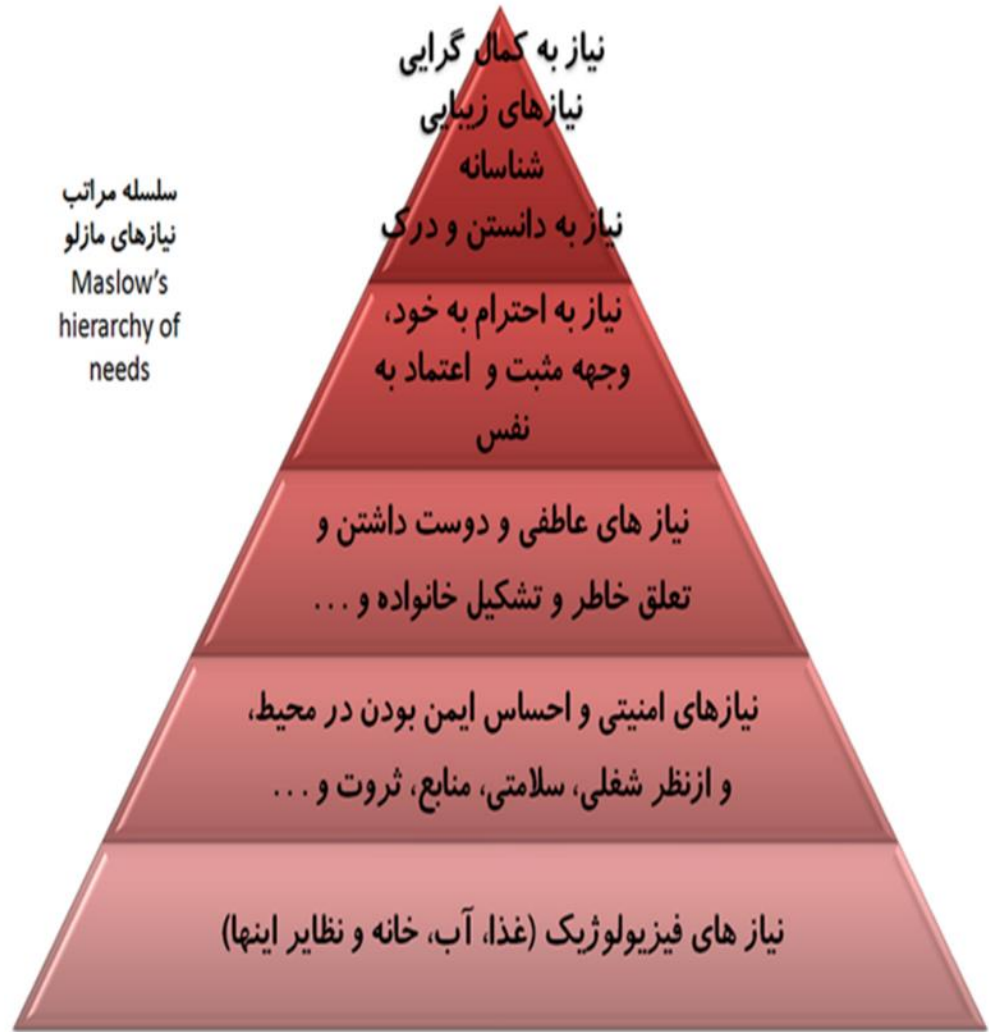 نیاز به کمال گرایی
نیازهای زیبایی
شناسانه
نیاز به دانستن و درک
سلسله مراتب
نیازهای مازلو
Maslow's
hierarchy of
needs
نیاز به احترام به خود،
وجهه مثبت و اعتماد به
نفس
نیاز های عاطفی و دوست داشتن و
تعلق خاطر و تشکیل خانواده و ...
نیازهای امنیتی و احساس ایمن بودن در محیط،
و ازنظر شغلی، سلامتی، منابع، ثروت و ...
نیاز های فیزیولوژیک (غذا، آب، خانه و نظایر اینها)